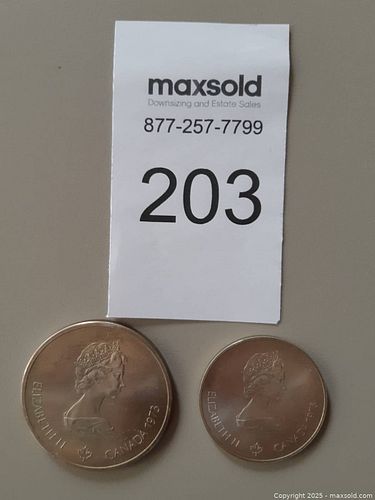 maxsold
Downsizing and Estate Sales
877-257-7799
203
ELIZABETH II
CANADA 1973
ELIZABETH II
CANADA 1973
Copyright © 2025 - maxsold.com